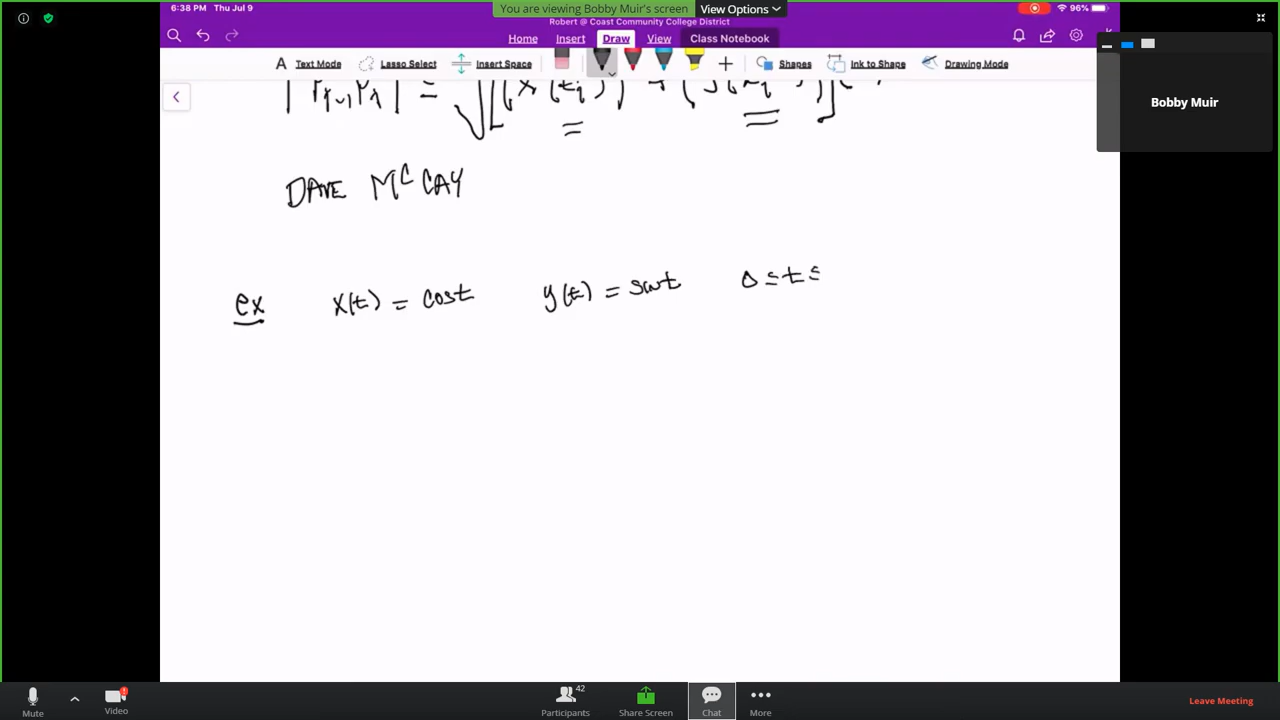 6:38 PM Thu Jul 9
You are viewing Bobby Muir's screen
View Options
96%
Robert @ Coast Community College District
Home Insert Draw View Class Notebook
Text Mode Lasso Select Insert Space Shapes Ink to Shape Drawing Mode
Bobby Muir
DAVE McCAY
ex x(t) = cost y(t) = sint 0 ≤ t ≤
Mute Video Participants 42 Share Screen Chat More Leave Meeting